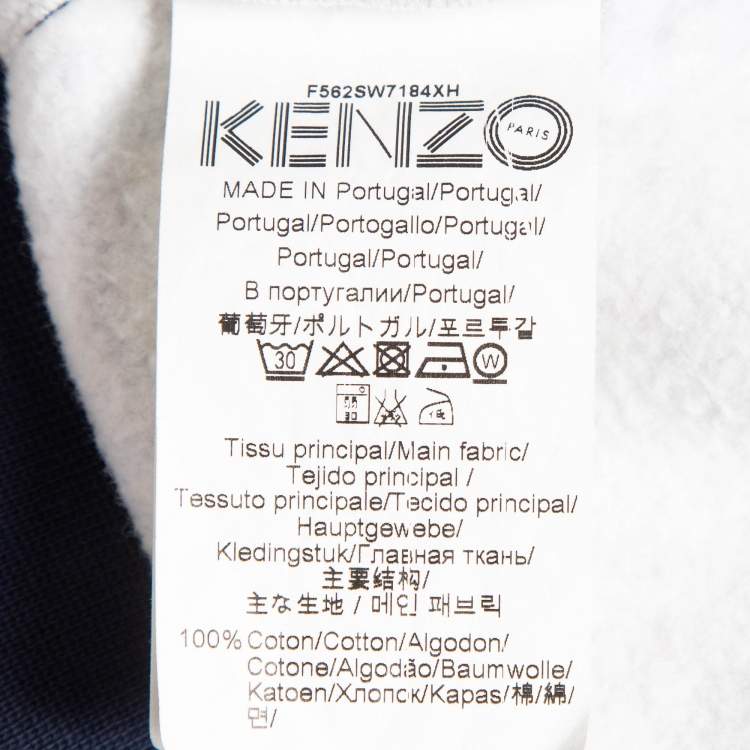 F562SW7184XH
KENZO PARIS
MADE IN Portugal/Portugal/
Portugal/Portogallo/Portugal/
Portugal/Portugal/
В португалии/Portugal/
葡萄牙/ポルトガル/포르투갈
30 W
Tissu principal/Main fabric/
Tejido principal /
Tessuto principale/Tecido principal/
Hauptgewebe/
Kledingstuk/Главная ткань/
主要结构/
主な生地 / 메인 패브릭
100% Coton/Cotton/Algodon/
Cotone/Algodão/Baumwolle/
Katoen/Хлопок/Kapas/棉/綿/
면/